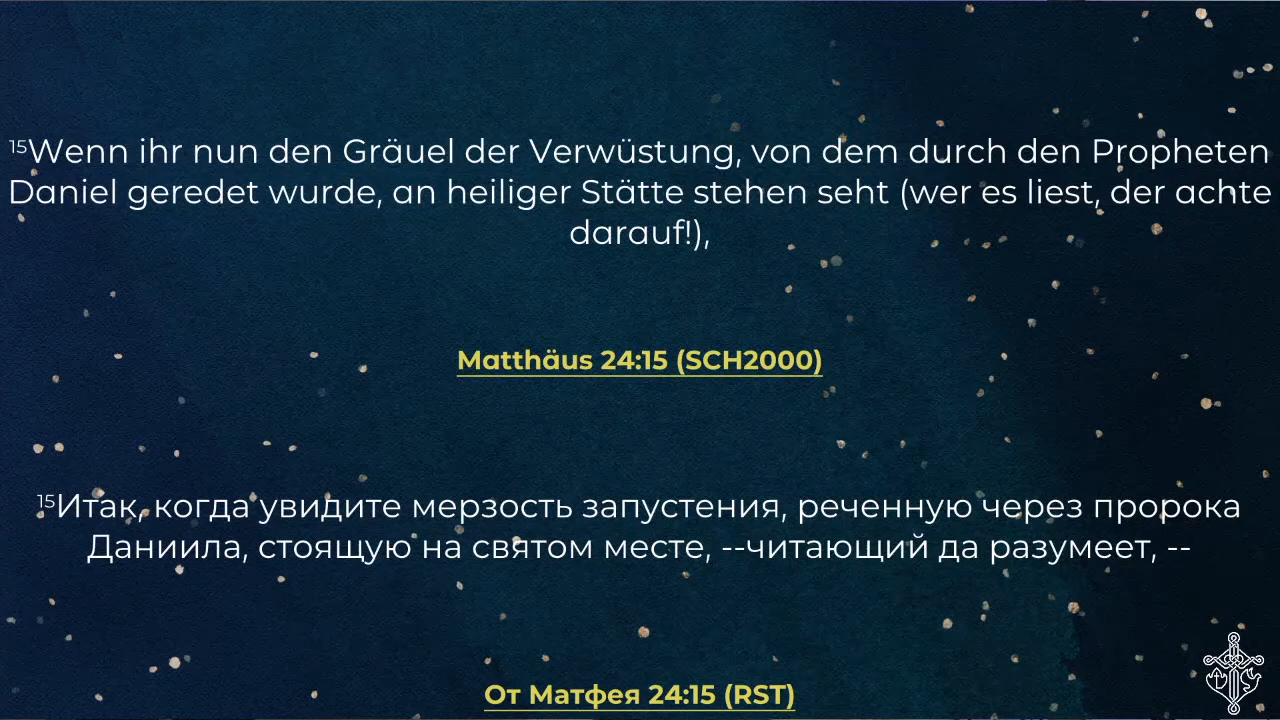 15Wenn ihr nun den Gräuel der Verwüstung, von dem durch den Propheten
Daniel geredet wurde, an heiliger Stätte stehen seht (wer es liest, der achte
darauf!),
Matthäus 24:15 (SCH2000)
15Итак, когда увидите мерзость запустения, реченную через пророка
Даниила, стоящую на святом месте, --читающий да разумеет, --
От Матфея 24:15 (RST)